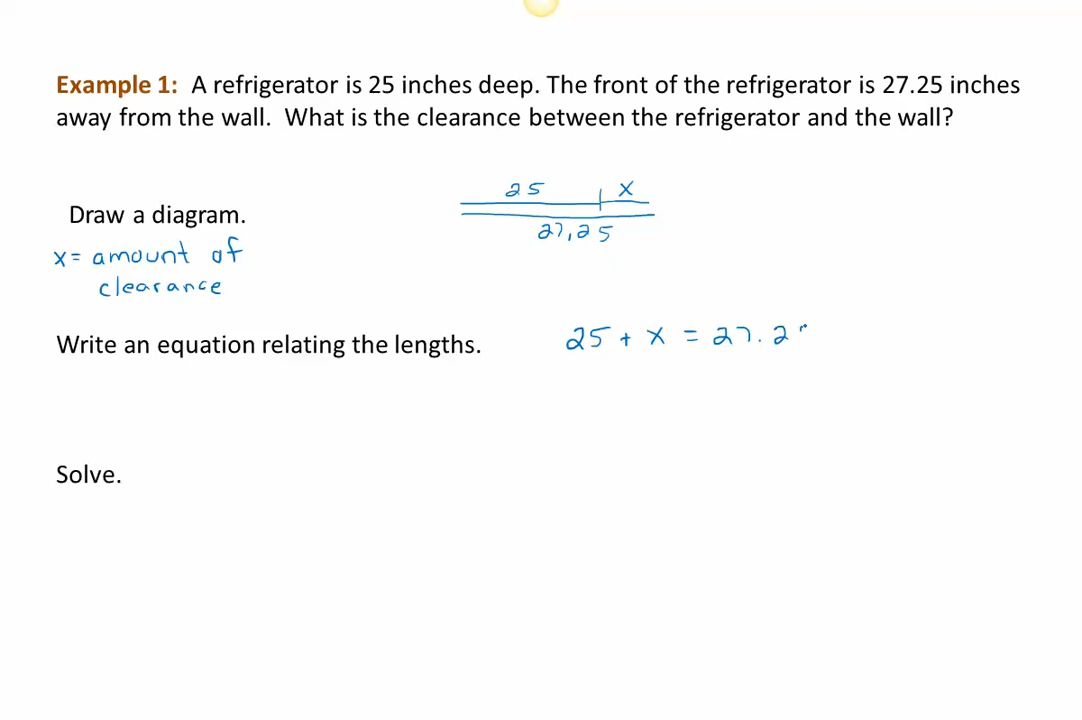 Example 1: A refrigerator is 25 inches deep. The front of the refrigerator is 27.25 inches
away from the wall. What is the clearance between the refrigerator and the wall?
25 x
27,25
Draw a diagram.
x= amount of
clearance
Write an equation relating the lengths. 25 + x = 27.2
Solve.